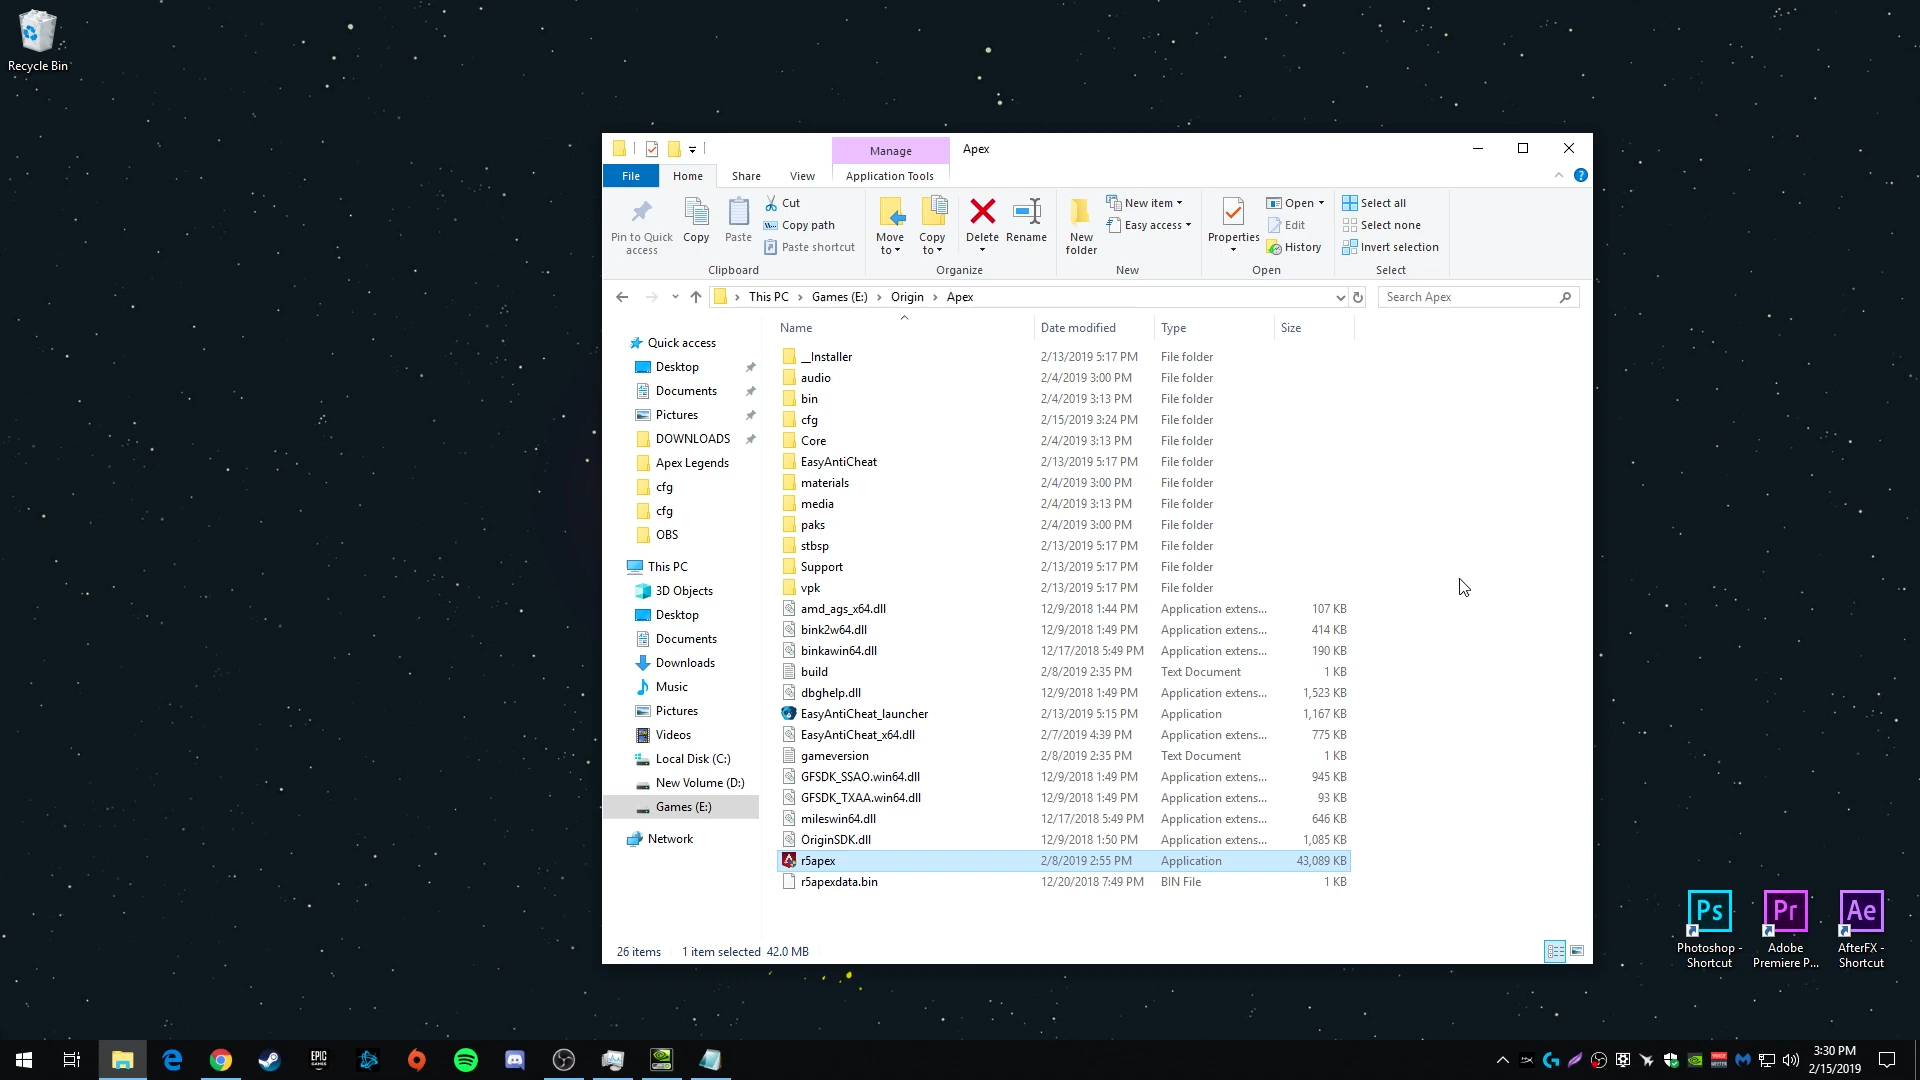 Recycle Bin
Manage
Apex
File
Home
Share
View
Application Tools
Pin to Quick access
Copy
Paste
Cut
Copy path
Paste shortcut
Clipboard
Move to
Copy to
Delete
Rename
Organize
New folder
New item
Easy access
New
Properties
Open
Edit
History
Open
Select all
Select none
Invert selection
Select
This PC > Games (E:) > Origin > Apex
Search Apex
Name Date modified Type Size
Quick access
Desktop
Documents
Pictures
DOWNLOADS
Apex Legends
cfg
cfg
OBS
This PC
3D Objects
Desktop
Documents
Downloads
Music
Pictures
Videos
Local Disk (C:)
New Volume (D:)
Games (E:)
Network
__Installer 2/13/2019 5:17 PM File folder
audio 2/4/2019 3:00 PM File folder
bin 2/4/2019 3:13 PM File folder
cfg 2/15/2019 3:24 PM File folder
Core 2/4/2019 3:13 PM File folder
EasyAntiCheat 2/13/2019 5:17 PM File folder
materials 2/4/2019 3:00 PM File folder
media 2/4/2019 3:13 PM File folder
paks 2/4/2019 3:00 PM File folder
stbsp 2/13/2019 5:17 PM File folder
Support 2/13/2019 5:17 PM File folder
vpk 2/13/2019 5:17 PM File folder
amd_ags_x64.dll 12/9/2018 1:44 PM Application extens... 107 KB
bink2w64.dll 12/9/2018 1:49 PM Application extens... 414 KB
binkawin64.dll 12/17/2018 5:49 PM Application extens... 190 KB
build 2/8/2019 2:35 PM Text Document 1 KB
dbghelp.dll 12/9/2018 1:49 PM Application extens... 1,523 KB
EasyAntiCheat_launcher 2/13/2019 5:15 PM Application 1,167 KB
EasyAntiCheat_x64.dll 2/7/2019 4:39 PM Application extens... 775 KB
gameversion 2/8/2019 2:35 PM Text Document 1 KB
GFSDK_SSAO.win64.dll 12/9/2018 1:49 PM Application extens... 945 KB
GFSDK_TXAA.win64.dll 12/9/2018 1:49 PM Application extens... 93 KB
mileswin64.dll 12/17/2018 5:49 PM Application extens... 646 KB
OriginSDK.dll 12/9/2018 1:50 PM Application extens... 1,085 KB
r5apex 2/8/2019 2:55 PM Application 43,089 KB
r5apexdata.bin 12/20/2018 7:49 PM BIN File 1 KB
26 items 1 item selected 42.0 MB
Ps
Photoshop -
Shortcut
Pr
Adobe
Premiere P...
Ae
AfterFX -
Shortcut
EPIC
GAMES
3:30 PM
2/15/2019